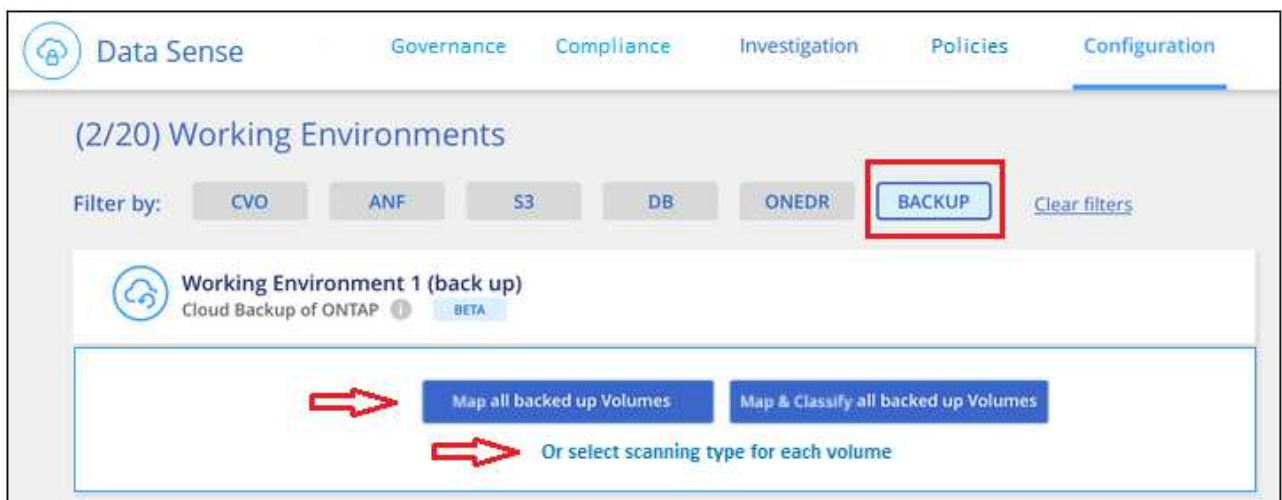 Data Sense Governance Compliance Investigation Policies Configuration
(2/20) Working Environments
Filter by: CVO ANF S3 DB ONEDR BACKUP Clear filters
Working Environment 1 (back up)
Cloud Backup of ONTAP i BETA
Map all backed up Volumes Map & Classify all backed up Volumes
Or select scanning type for each volume